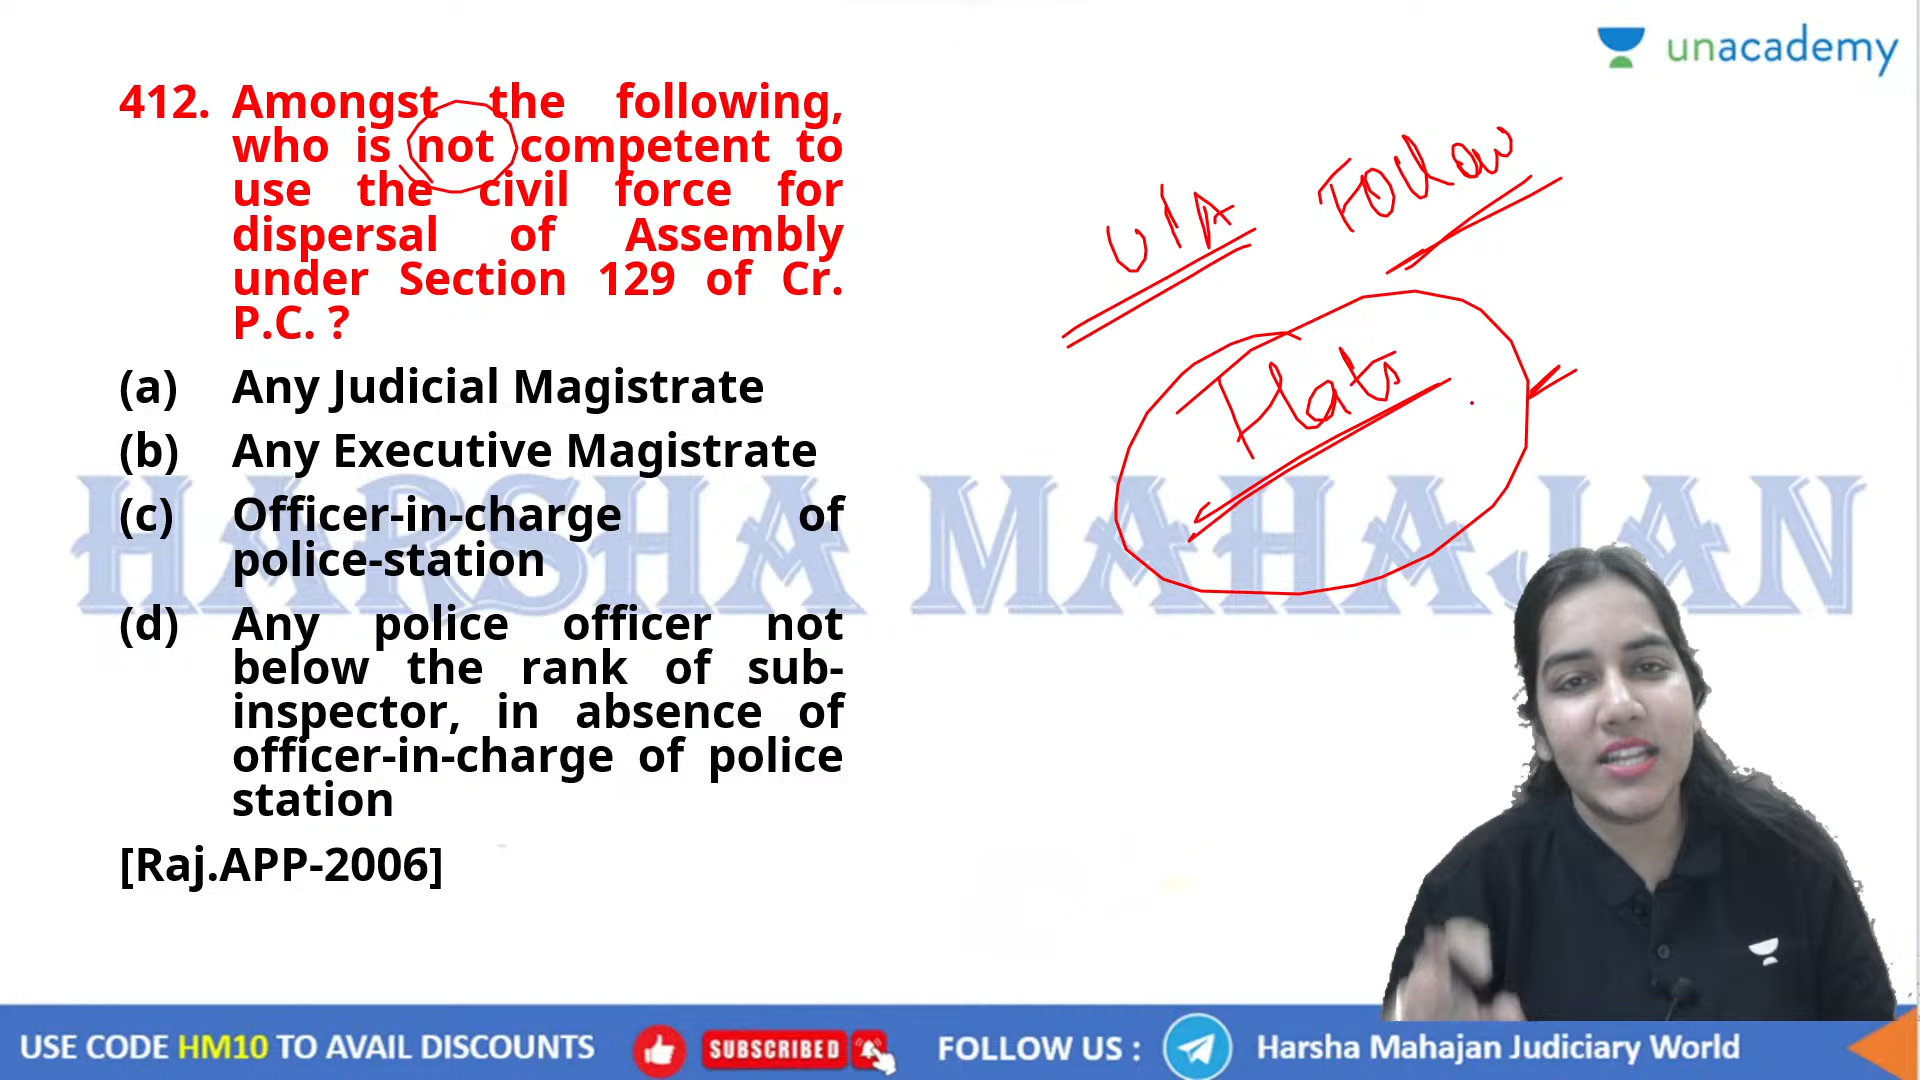 unacademy
412. Amongst the following,
who is not competent to
use the civil force for
dispersal of Assembly
under Section 129 of Cr.
P.C. ?
(a) Any Judicial Magistrate
(b) Any Executive Magistrate
(c) Officer-in-charge of
police-station
(d) Any police officer not
below the rank of sub-
inspector, in absence of
officer-in-charge of police
station
[Raj.APP-2006]
U/A Follow
HARSHA MAHAJAN
USE CODE HM10 TO AVAIL DISCOUNTS
SUBSCRIBED
FOLLOW US :
Harsha Mahajan Judiciary World